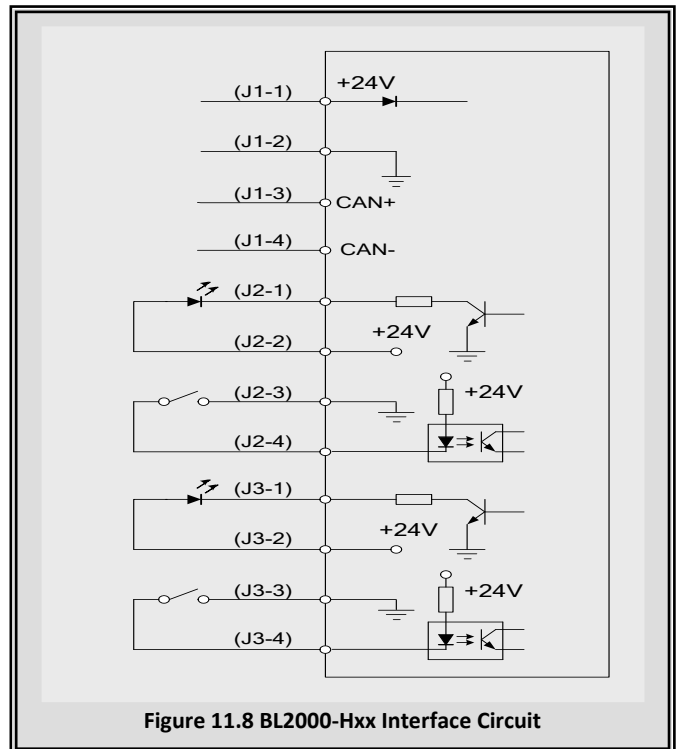 (J1-1) +24V
(J1-2)
(J1-3) CAN+
(J1-4) CAN-
(J2-1)
+24V
(J2-2)
(J2-3) +24V
(J2-4)
(J3-1)
+24V
(J3-2)
(J3-3) +24V
(J3-4)
Figure 11.8 BL2000-Hxx Interface Circuit